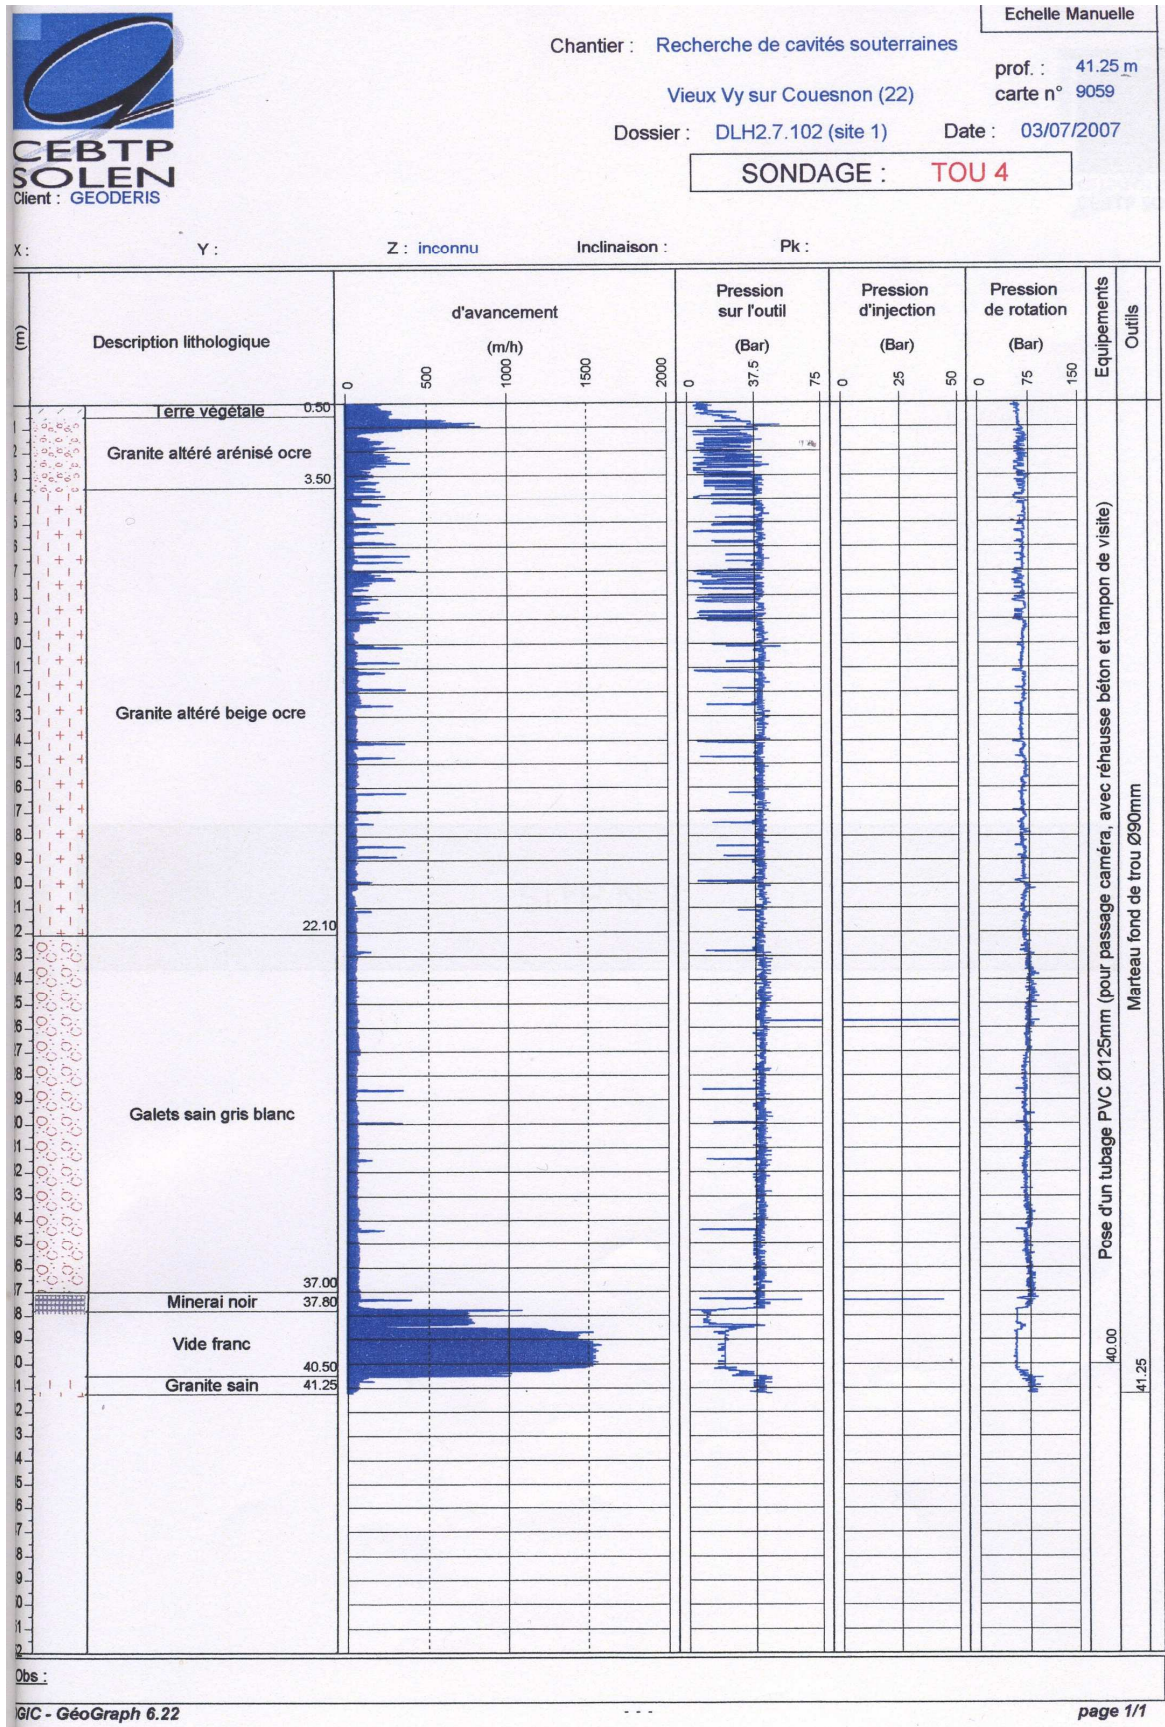 Echelle Manuelle
Chantier : Recherche de cavités souterraines
prof. : 41.25 m
Vieux Vy sur Couesnon (22)
carte n° 9059
Dossier : DLH2.7.102 (site 1)
Date : 03/07/2007
CEBTP
SOLEN
SONDAGE : TOU 4
Client : GEODERIS
X :
Y :
Z : inconnu
Inclinaison :
Pk :
(m)
Description lithologique
d'avancement
(m/h)
0 500 1000 1500 2000
Pression
sur l'outil
(Bar)
0 37.5 75
Pression
d'injection
(Bar)
0 25 50
Pression
de rotation
(Bar)
0 75 150
Equipements
Outils
Terre végétale 0.50
Granite altéré arénisé ocre
3.50
Granite altéré beige ocre
22.10
Galets sain gris blanc
37.00
Minerai noir 37.80
Vide franc
40.50
Granite sain 41.25
Pose d'un tubage PVC Ø125mm (pour passage caméra, avec réhausse béton et tampon de visite)
40.00
Marteau fond de trou Ø90mm
41.25
Obs :
GIC - GéoGraph 6.22
- - -
page 1/1